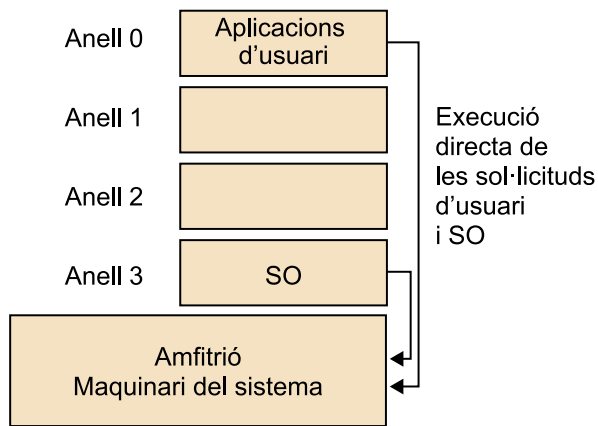 Anell 0
Aplicacions
d’usuari
Anell 1
Anell 2
Anell 3
SO
Execució
directa de
les sol·licituds
d’usuari
i SO
Amfitrió
Maquinari del sistema